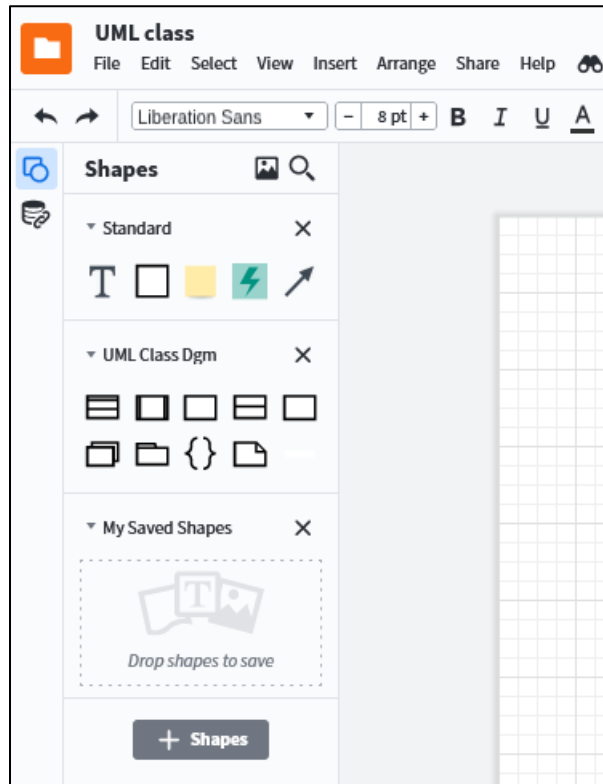 UML class
File Edit Select View Insert Arrange Share Help
Liberation Sans - 8 pt + B I U A
Shapes
Standard
T
UML Class Dgm
{}
My Saved Shapes
T
Drop shapes to save
+ Shapes